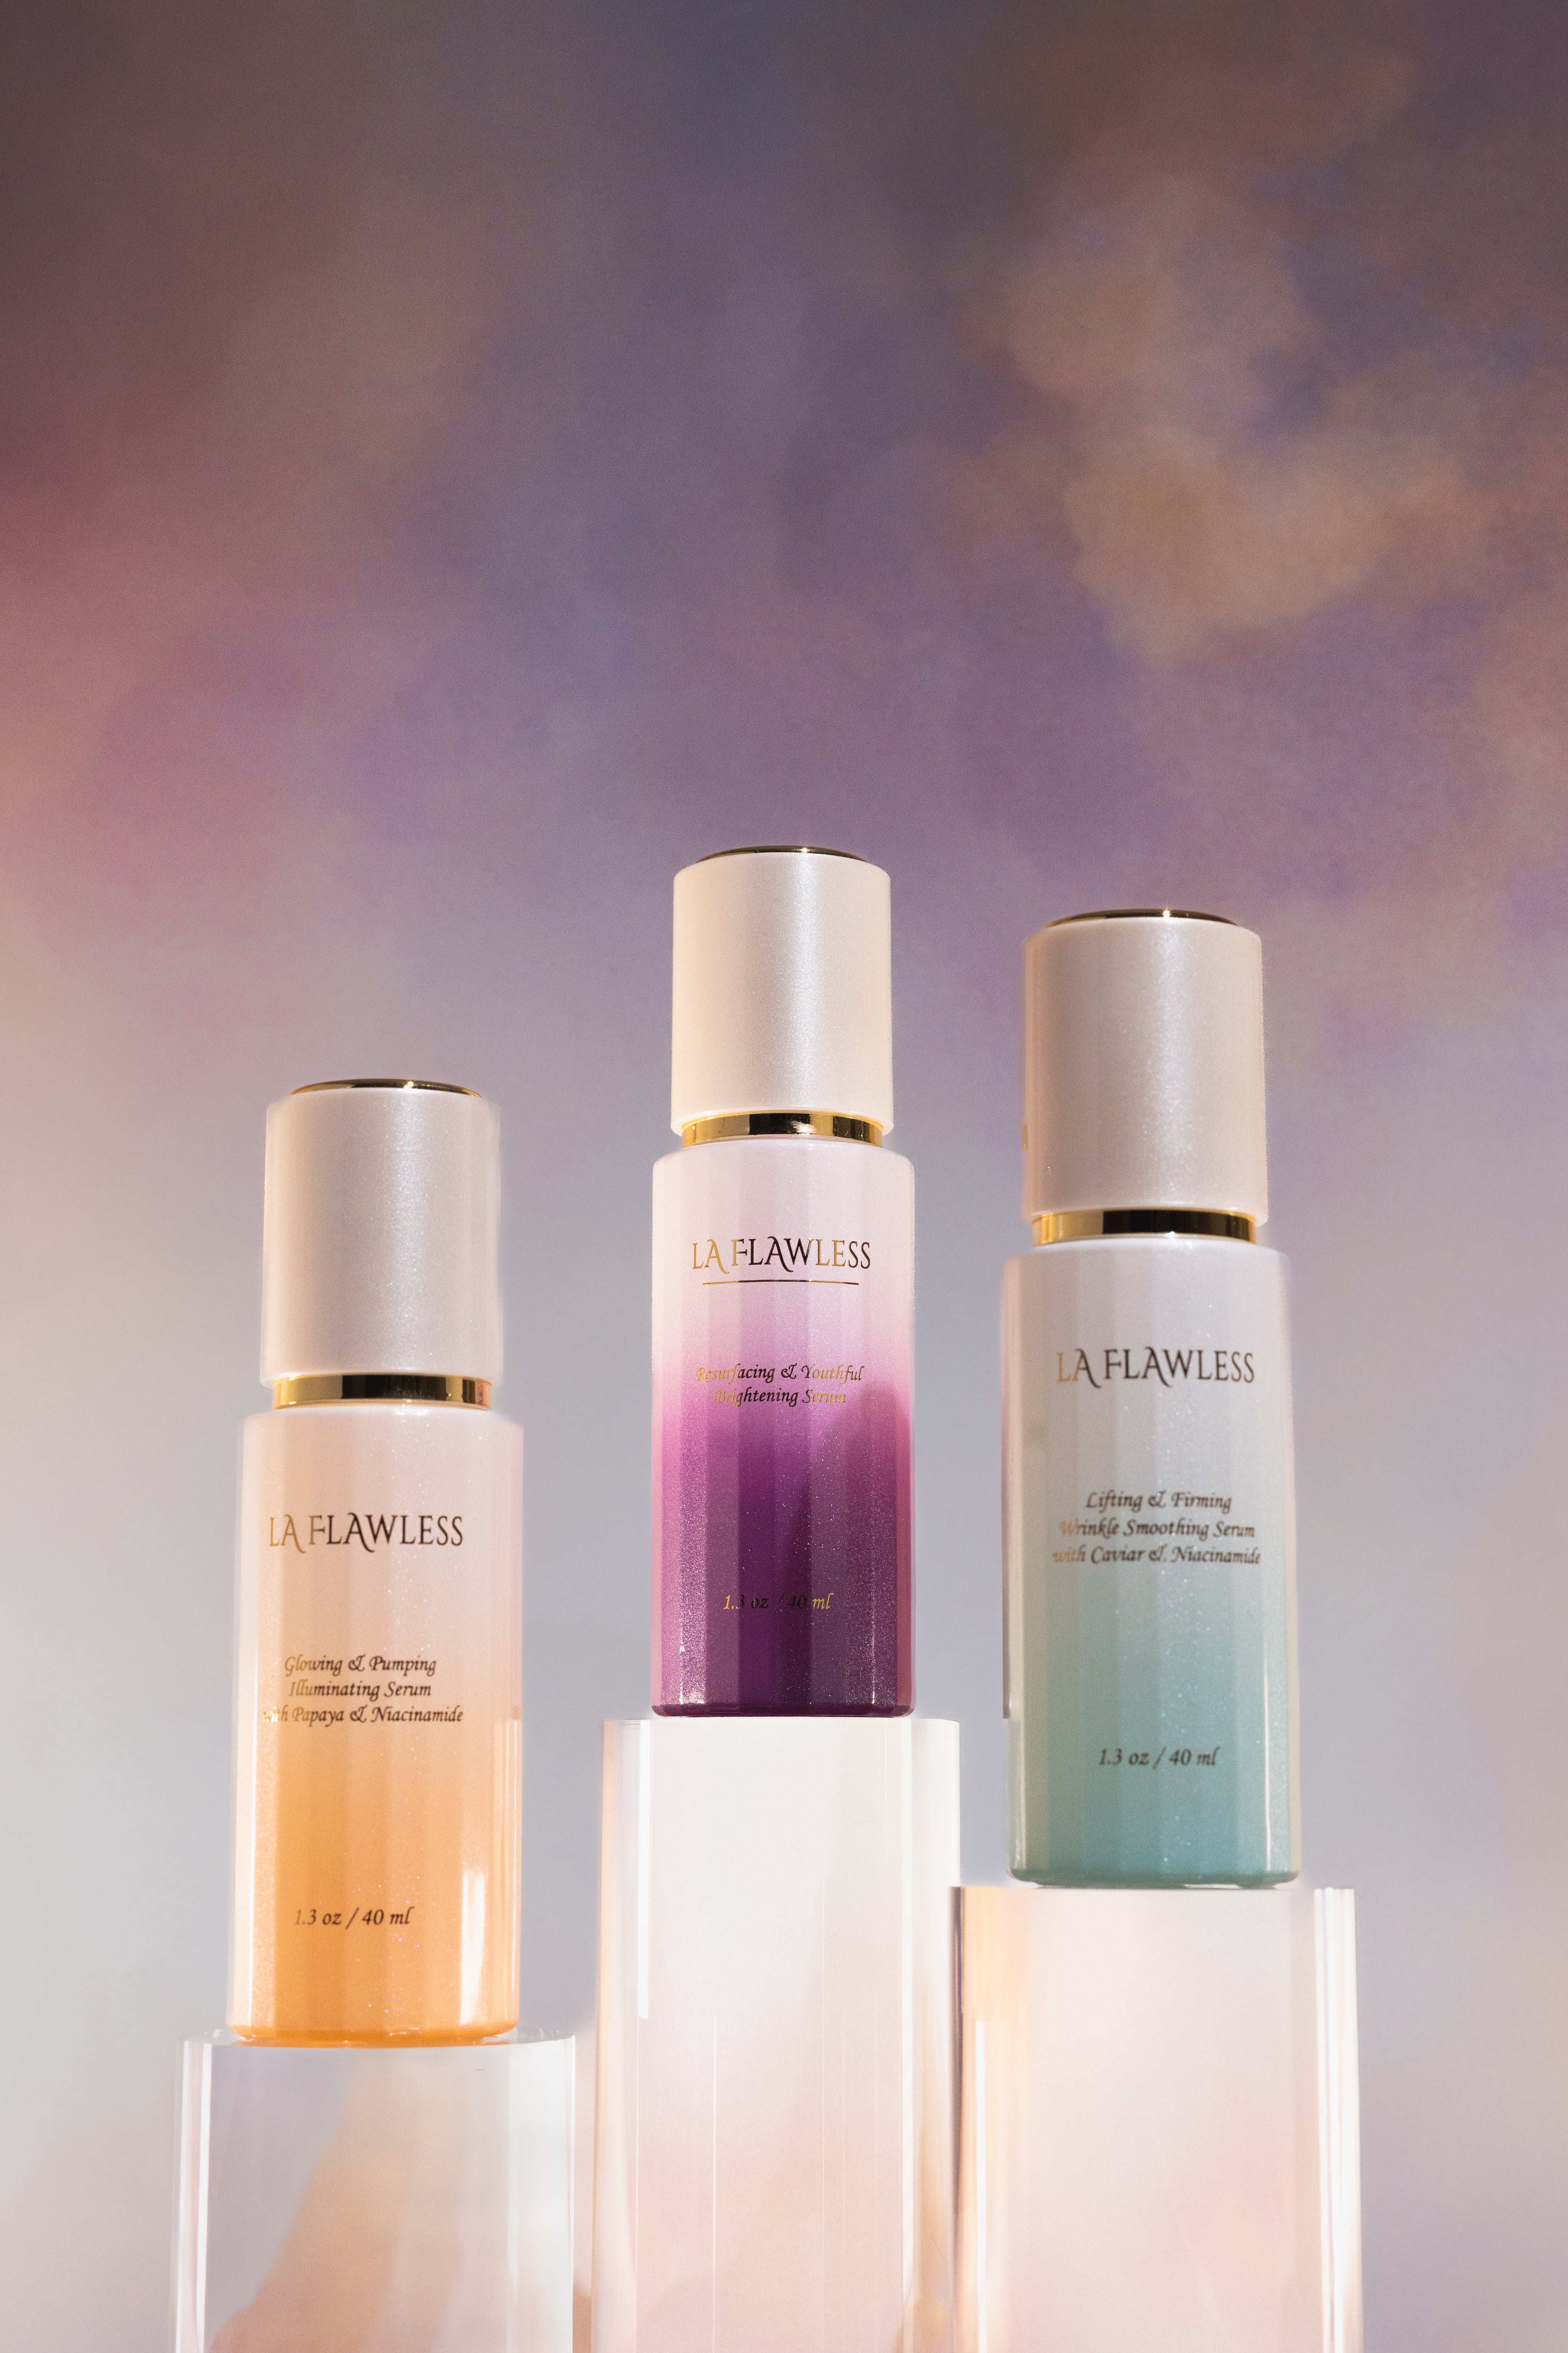 LA FLAWLESS
Glowing & Pumping
Illuminating Serum
with Papaya & Niacinamide
1.3 oz / 40 ml
LA FLAWLESS
Resurfacing & Youthful
Brightening Serum
1.3 oz / 40 ml
LA FLAWLESS
Lifting & Firming
Wrinkle Smoothing Serum
with Caviar & Niacinamide
1.3 oz / 40 ml